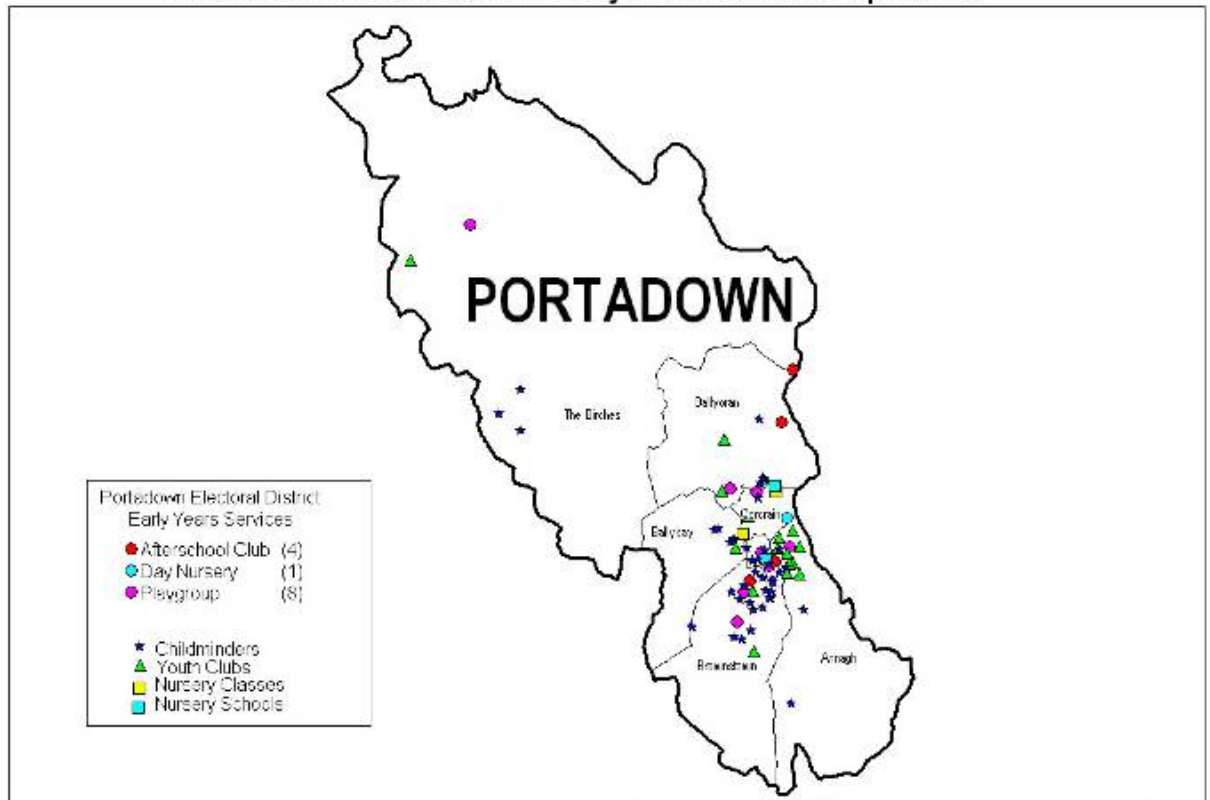 PORTADOWN
Ballyoran
The Birches
Corcrain
Ballybay
Annagh
Portadown Electoral District
Early Years Services
Afterschool Club (4)
Day Nursery (1)
Playgroup (8)
Childminders
Youth Clubs
Nursery Classes
Nursery Schools